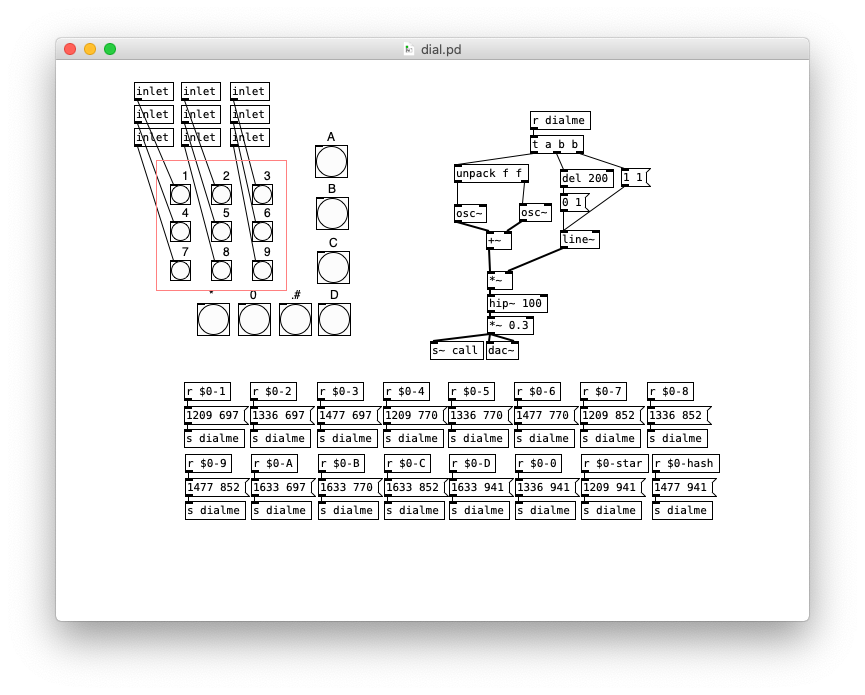 dial.pd
inlet inlet inlet
inlet inlet inlet
inlet inlet inlet
1 2 3
4 5 6
7 8 9
* 0 .# D
A
B
C
r dialme
t a b b
unpack f f
del 200
1 1
0 1
osc~ osc~
+~
line~
*~
hip~ 100
*~ 0.3
s~ call dac~
r $0-1 r $0-2 r $0-3 r $0-4 r $0-5 r $0-6 r $0-7 r $0-8
1209 697 1336 697 1477 697 1209 770 1336 770 1477 770 1209 852 1336 852
s dialme s dialme s dialme s dialme s dialme s dialme s dialme s dialme
r $0-9 r $0-A r $0-B r $0-C r $0-D r $0-0 r $0-star r $0-hash
1477 852 1633 697 1633 770 1633 852 1633 941 1336 941 1209 941 1477 941
s dialme s dialme s dialme s dialme s dialme s dialme s dialme s dialme